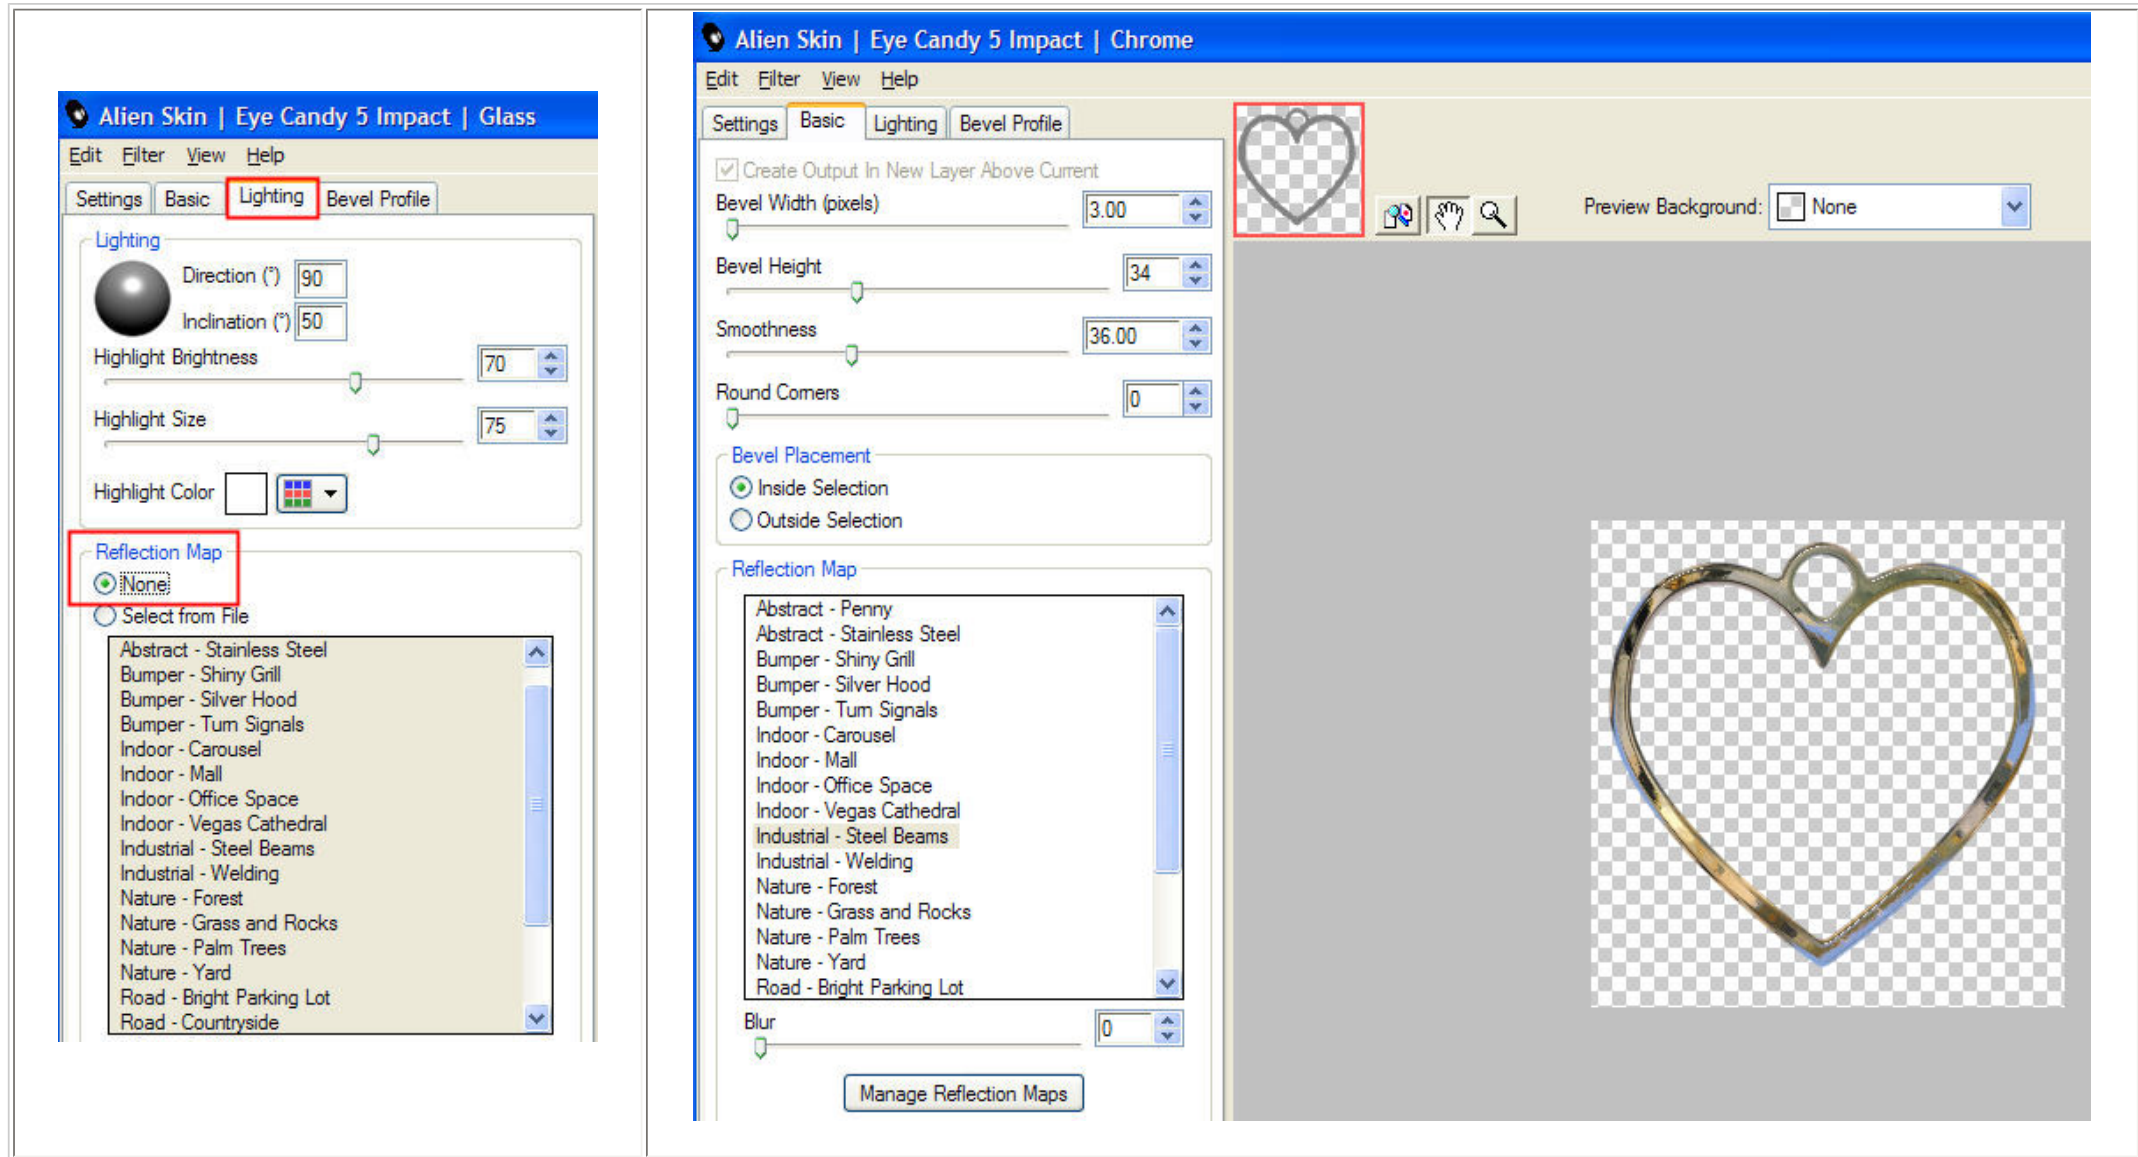 Alien Skin | Eye Candy 5 Impact | Glass
Edit Filter View Help
Settings Basic Lighting Bevel Profile
Lighting
Direction (°) 90
Inclination (°) 50
Highlight Brightness 70
Highlight Size 75
Highlight Color
Reflection Map
None
Select from File
Abstract - Stainless Steel
Bumper - Shiny Grill
Bumper - Silver Hood
Bumper - Turn Signals
Indoor - Carousel
Indoor - Mall
Indoor - Office Space
Indoor - Vegas Cathedral
Industrial - Steel Beams
Industrial - Welding
Nature - Forest
Nature - Grass and Rocks
Nature - Palm Trees
Nature - Yard
Road - Bright Parking Lot
Road - Countryside
Alien Skin | Eye Candy 5 Impact | Chrome
Edit Filter View Help
Settings Basic Lighting Bevel Profile
Create Output In New Layer Above Current
Bevel Width (pixels) 3.00
Bevel Height 34
Smoothness 36.00
Round Corners 0
Bevel Placement
Inside Selection
Outside Selection
Reflection Map
Abstract - Penny
Abstract - Stainless Steel
Bumper - Shiny Grill
Bumper - Silver Hood
Bumper - Turn Signals
Indoor - Carousel
Indoor - Mall
Indoor - Office Space
Indoor - Vegas Cathedral
Industrial - Steel Beams
Industrial - Welding
Nature - Forest
Nature - Grass and Rocks
Nature - Palm Trees
Nature - Yard
Road - Bright Parking Lot
Blur 0
Manage Reflection Maps
Preview Background: None